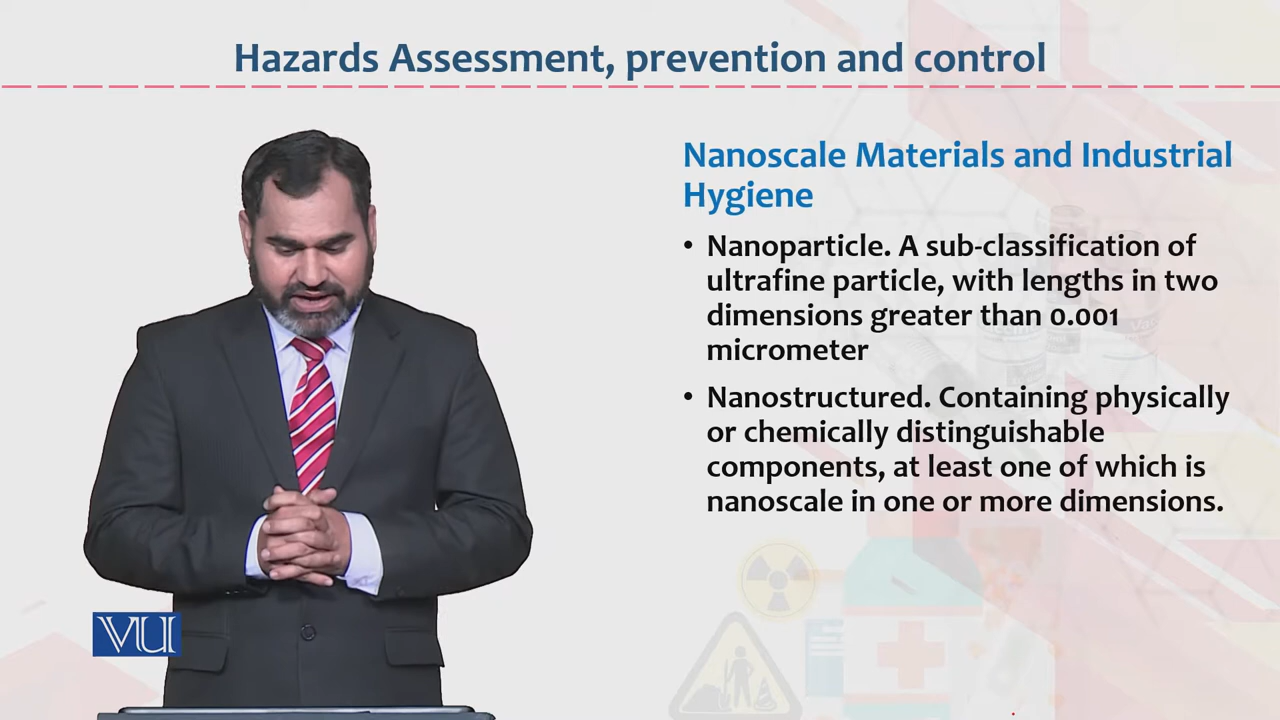 Hazards Assessment, prevention and control
Nanoscale Materials and Industrial
Hygiene
• Nanoparticle. A sub-classification of
ultrafine particle, with lengths in two
dimensions greater than 0.001
micrometer
• Nanostructured. Containing physically
or chemically distinguishable
components, at least one of which is
nanoscale in one or more dimensions.
VU